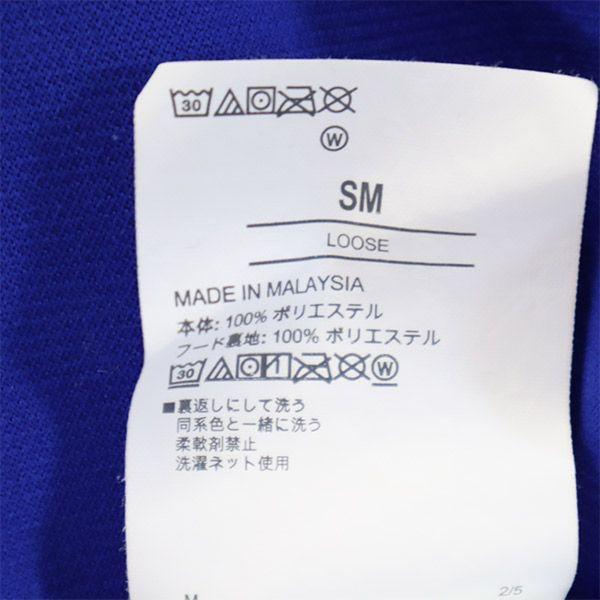 30
W
SM
LOOSE
MADE IN MALAYSIA
本体: 100% ポリエステル
フード裏地: 100% ポリエステル
30 W
■裏返しにして洗う
同系色と一緒に洗う
柔軟剤禁止
洗濯ネット使用
2/5